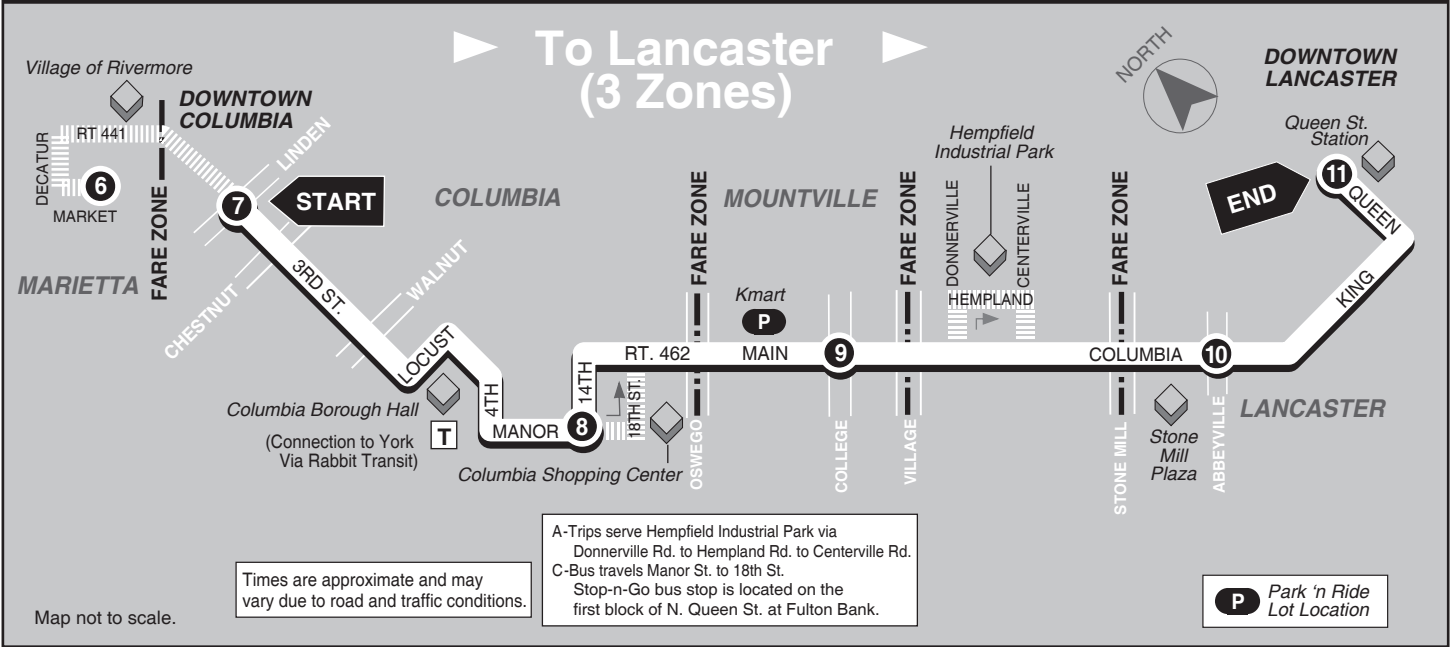 To Lancaster
(3 Zones)
Village of Rivermore
DOWNTOWN
COLUMBIA
RT 441
DECATUR
6
MARKET
FARE ZONE
MARIETTA
LINDEN
7
START
CHESTNUT
3RD ST.
WALNUT
COLUMBIA
LOCUST
Columbia Borough Hall
(Connection to York
Via Rabbit Transit)
T
4TH
MANOR
8
14TH
18TH ST.
Columbia Shopping Center
RT. 462
OSWEGO
FARE ZONE
MOUNTVILLE
Kmart
P
MAIN
9
COLLEGE
FARE ZONE
VILLAGE
Hempfield
Industrial Park
DONNERVILLE
CENTERVILLE
HEMPLAND
FARE ZONE
STONE MILL
COLUMBIA
10
Stone
Mill
Plaza
ABBEYVILLE
LANCASTER
KING
QUEEN
11
END
Queen St.
Station
DOWNTOWN
LANCASTER
NORTH
Map not to scale.
Times are approximate and may
vary due to road and traffic conditions.
A-Trips serve Hempfield Industrial Park via
Donnerville Rd. to Hempland Rd. to Centerville Rd.
C-Bus travels Manor St. to 18th St.
Stop-n-Go bus stop is located on the
first block of N. Queen St. at Fulton Bank.
P Park ‘n Ride
Lot Location